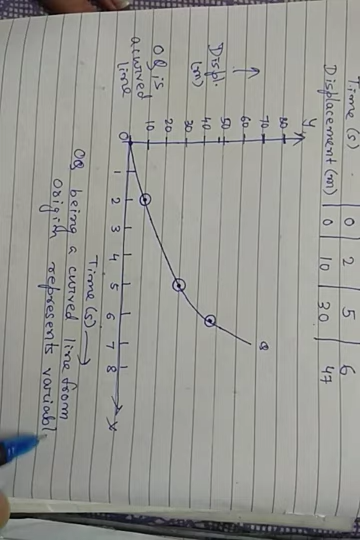 Time (s) 0 2 5 6
Displacement (m) 0 10 30 47
y
80
70
60
50
40
30
20
10
0
Displ.
(m)
OQ is
a curved
line
Q
1 2 3 4 5 6 7 8
x
Time (s)
OQ being a curved line from
origin represents variabl